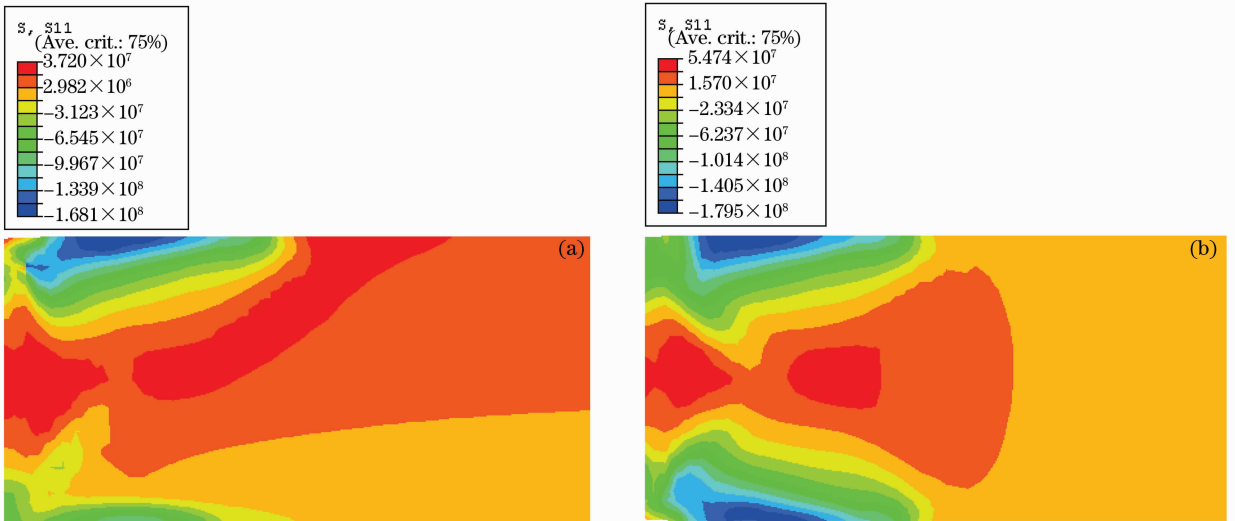 S, S11
(Ave. crit.: 75%)
3.720×10⁷
2.982×10⁶
−3.123×10⁷
−6.545×10⁷
−9.967×10⁷
−1.339×10⁸
−1.681×10⁸
(a)
S, S11
(Ave. crit.: 75%)
5.474×10⁷
1.570×10⁷
−2.334×10⁷
−6.237×10⁷
−1.014×10⁸
−1.405×10⁸
−1.795×10⁸
(b)